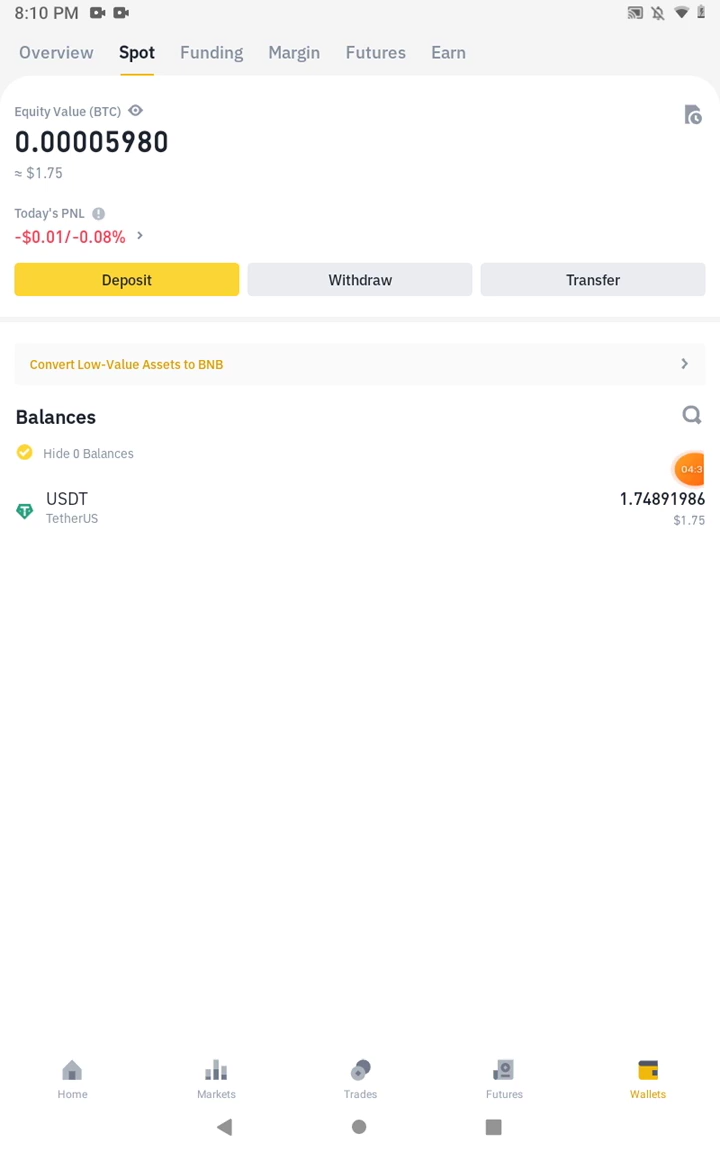 8:10 PM
Overview Spot Funding Margin Futures Earn
Equity Value (BTC)
0.00005980
≈ $1.75
Today's PNL
-$0.01/-0.08%
Deposit Withdraw Transfer
Convert Low-Value Assets to BNB
Balances
Hide 0 Balances
04:3
USDT 1.74891986
TetherUS $1.75
Home Markets Trades Futures Wallets